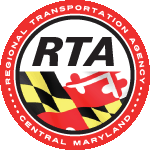 REGIONAL TRANSPORTATION AGENCY
RTA
CENTRAL MARYLAND